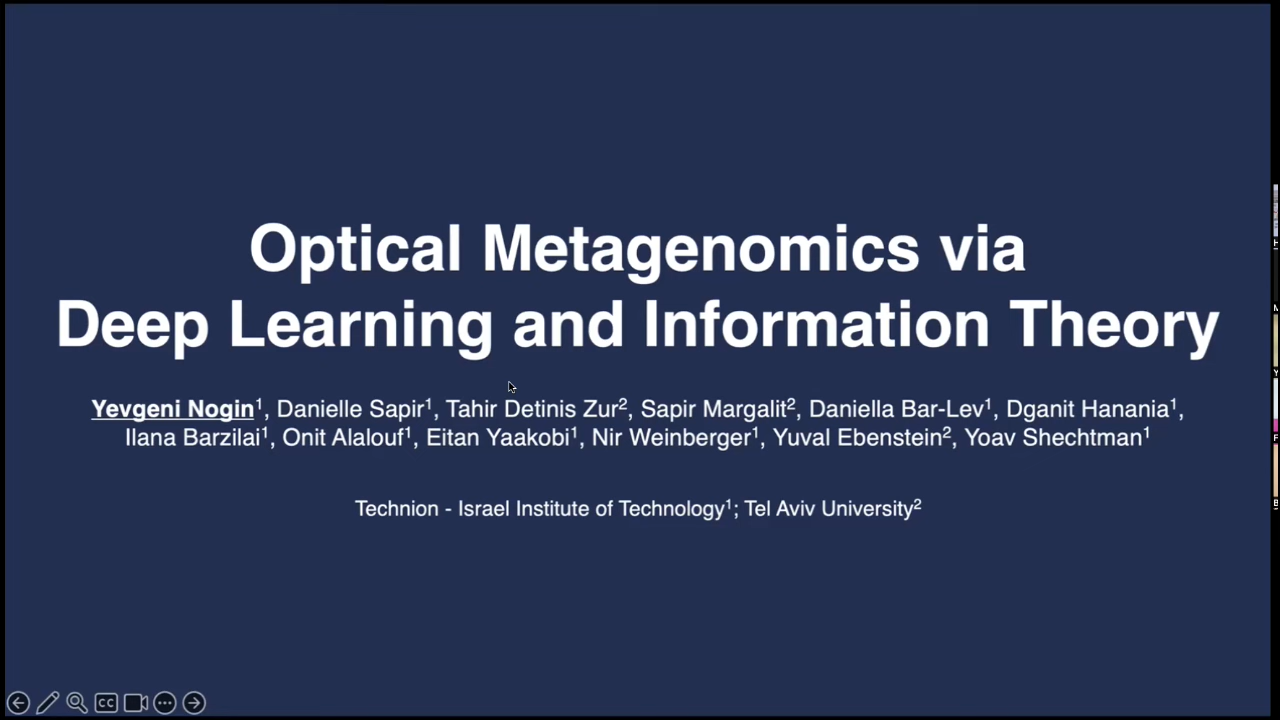 Optical Metagenomics via
Deep Learning and Information Theory
Yevgeni Nogin¹, Danielle Sapir¹, Tahir Detinis Zur², Sapir Margalit², Daniella Bar-Lev¹, Dganit Hanania¹,
Ilana Barzilai¹, Onit Alalouf¹, Eitan Yaakobi¹, Nir Weinberger¹, Yuval Ebenstein², Yoav Shechtman¹
Technion - Israel Institute of Technology¹; Tel Aviv University²
CC